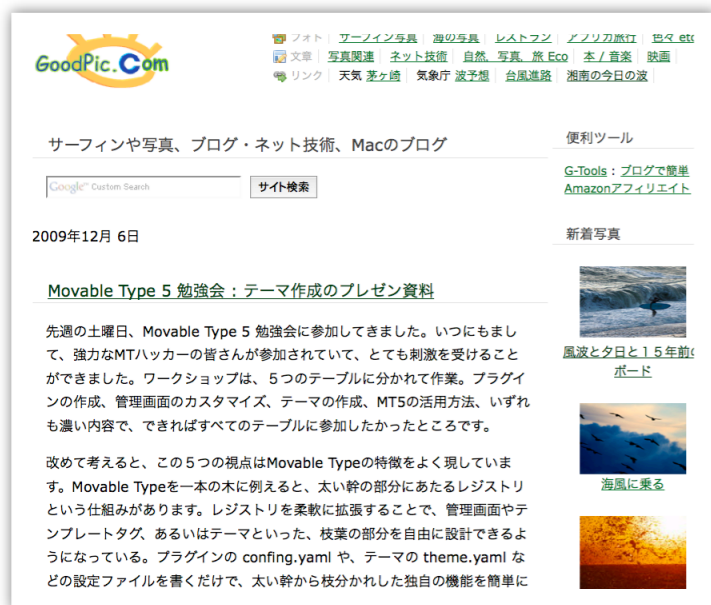 GoodPic.Com
フォト サーフィン写真 海の写真 レストラン アフリカ旅行 色々 etc
文章 写真関連 ネット技術 自然、写真、旅 Eco 本 / 音楽 映画
リンク 天気 茅ヶ崎 気象庁 波予想 台風進路 湘南の今日の波
サーフィンや写真、ブログ・ネット技術、Macのブログ
Google™ Custom Search サイト検索
2009年12月 6日
Movable Type 5 勉強会：テーマ作成のプレゼン資料
先週の土曜日、Movable Type 5 勉強会に参加してきました。いつにもまし
て、強力なMTハッカーの皆さんが参加されていて、とても刺激を受けること
ができました。ワークショップは、５つのテーブルに分かれて作業。プラグイ
ンの作成、管理画面のカスタマイズ、テーマの作成、MT5の活用方法、いずれ
も濃い内容で、できればすべてのテーブルに参加したかったところです。
改めて考えると、この５つの視点はMovable Typeの特徴をよく現していま
す。Movable Typeを一本の木に例えると、太い幹の部分にあたるレジストリ
という仕組みがあります。レジストリを柔軟に拡張することで、管理画面やテ
ンプレートタグ、あるいはテーマといった、枝葉の部分を自由に設計できるよ
うになっている。プラグインの confing.yaml や、テーマの theme.yaml な
どの設定ファイルを書くだけで、太い幹から枝分かれした独自の機能を簡単に
便利ツール
G-Tools：ブログで簡単
Amazonアフィリエイト
新着写真
風波と夕日と１５年前の
ボード
海風に乗る